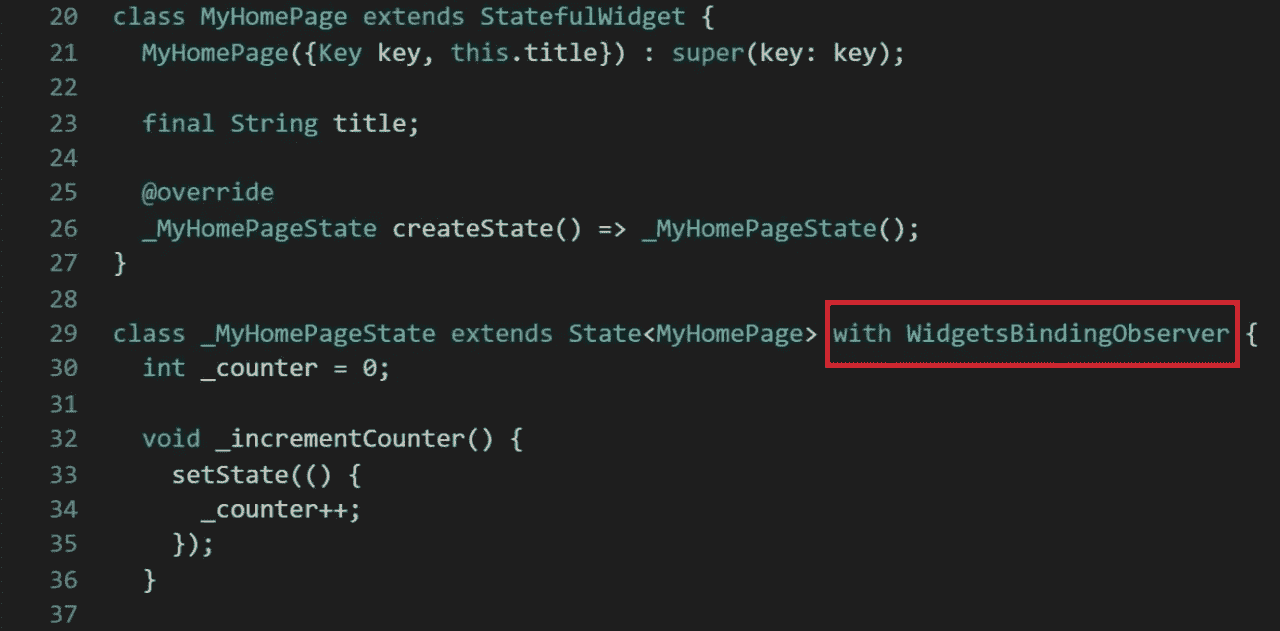 20 class MyHomePage extends StatefulWidget {
21   MyHomePage({Key key, this.title}) : super(key: key);
22
23   final String title;
24
25   @override
26   _MyHomePageState createState() => _MyHomePageState();
27 }
28
29 class _MyHomePageState extends State<MyHomePage> with WidgetsBindingObserver {
30   int _counter = 0;
31
32   void _incrementCounter() {
33     setState(() {
34       _counter++;
35     });
36   }
37